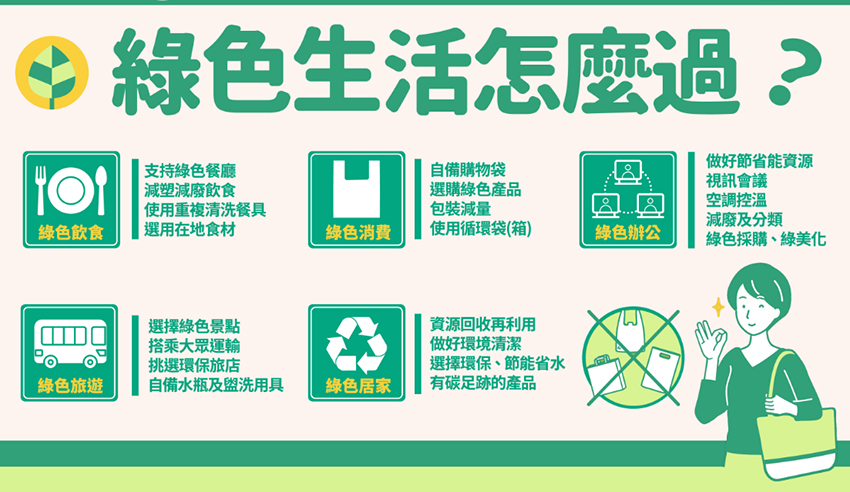 綠色生活怎麼過？
綠色飲食
支持綠色餐廳
減塑減廢飲食
使用重複清洗餐具
選用在地食材
綠色消費
自備購物袋
選購綠色產品
包裝減量
使用循環袋(箱)
綠色辦公
做好節省能資源
視訊會議
空調控溫
減廢及分類
綠色採購、綠美化
綠色旅遊
選擇綠色景點
搭乘大眾運輸
挑選環保旅店
自備水瓶及盥洗用具
綠色居家
資源回收再利用
做好環境清潔
選擇環保、節能省水
有碳足跡的產品